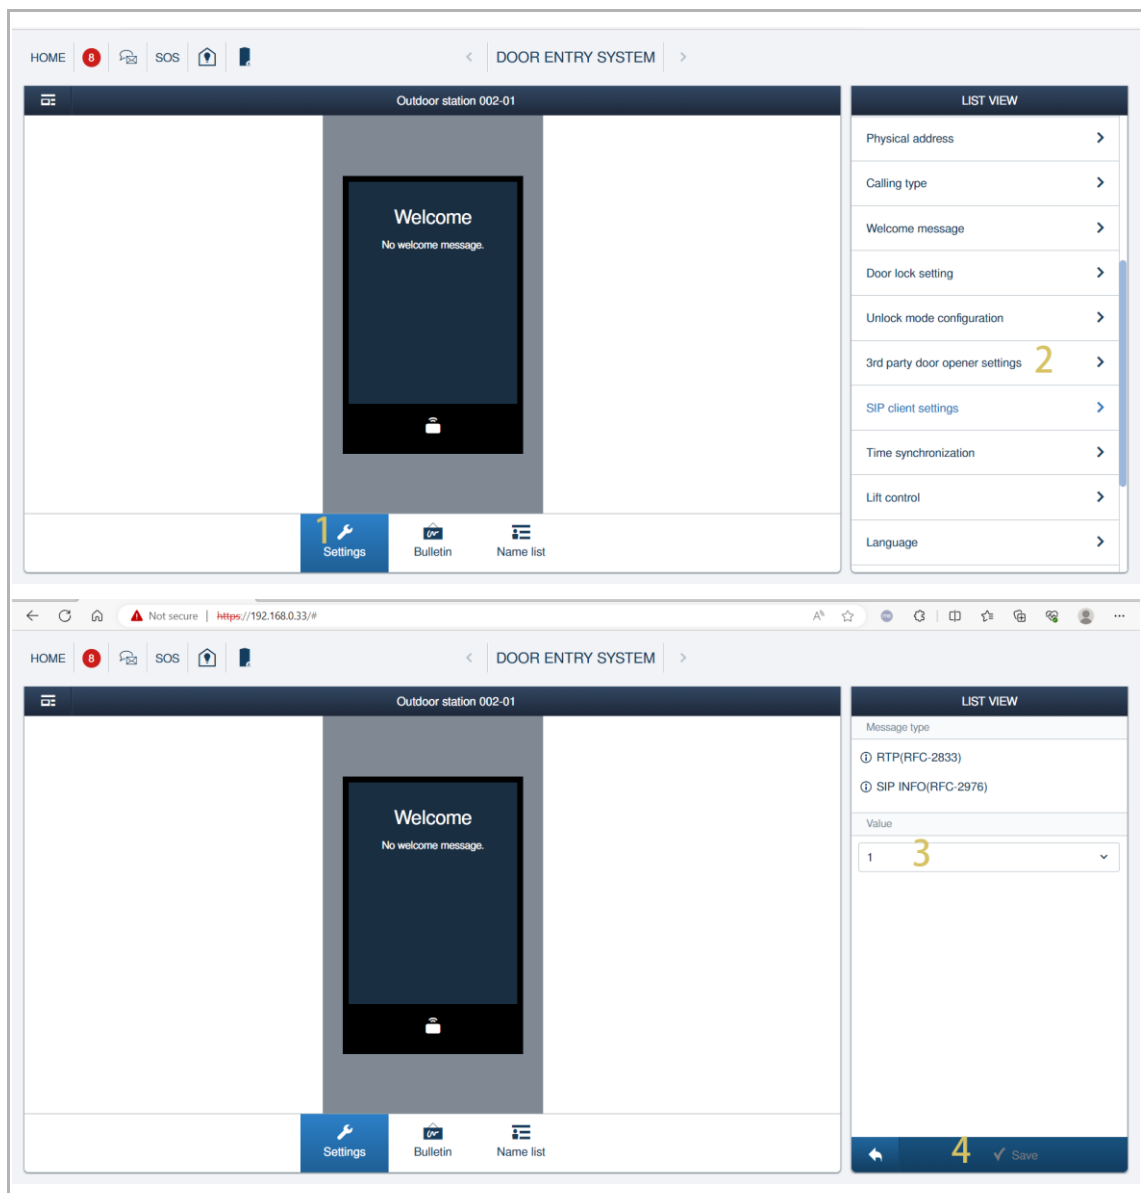 HOME 8 SOS < DOOR ENTRY SYSTEM >
Outdoor station 002-01
LIST VIEW
Welcome
No welcome message.
Physical address
Calling type
Welcome message
Door lock setting
Unlock mode configuration
3rd party door opener settings 2
SIP client settings
Time synchronization
Lift control
Language
1
Settings
Bulletin
Name list
Not secure | https://192.168.0.33/#
HOME 8 SOS < DOOR ENTRY SYSTEM >
Outdoor station 002-01
LIST VIEW
Welcome
No welcome message.
Message type
RTP(RFC-2833)
SIP INFO(RFC-2976)
Value
1 3
Settings
Bulletin
Name list
4 Save